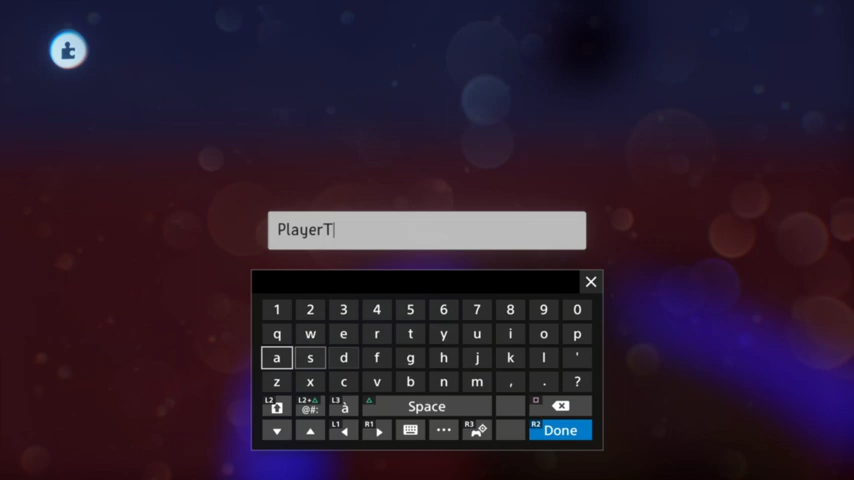 PlayerT
1 2 3 4 5 6 7 8 9 0
q w e r t y u i o p
a s d f g h j k l '
z x c v b n m , . ?
L2 L2+△ @#: L3 à △ Space □
L1 R1 ... R3 R2 Done